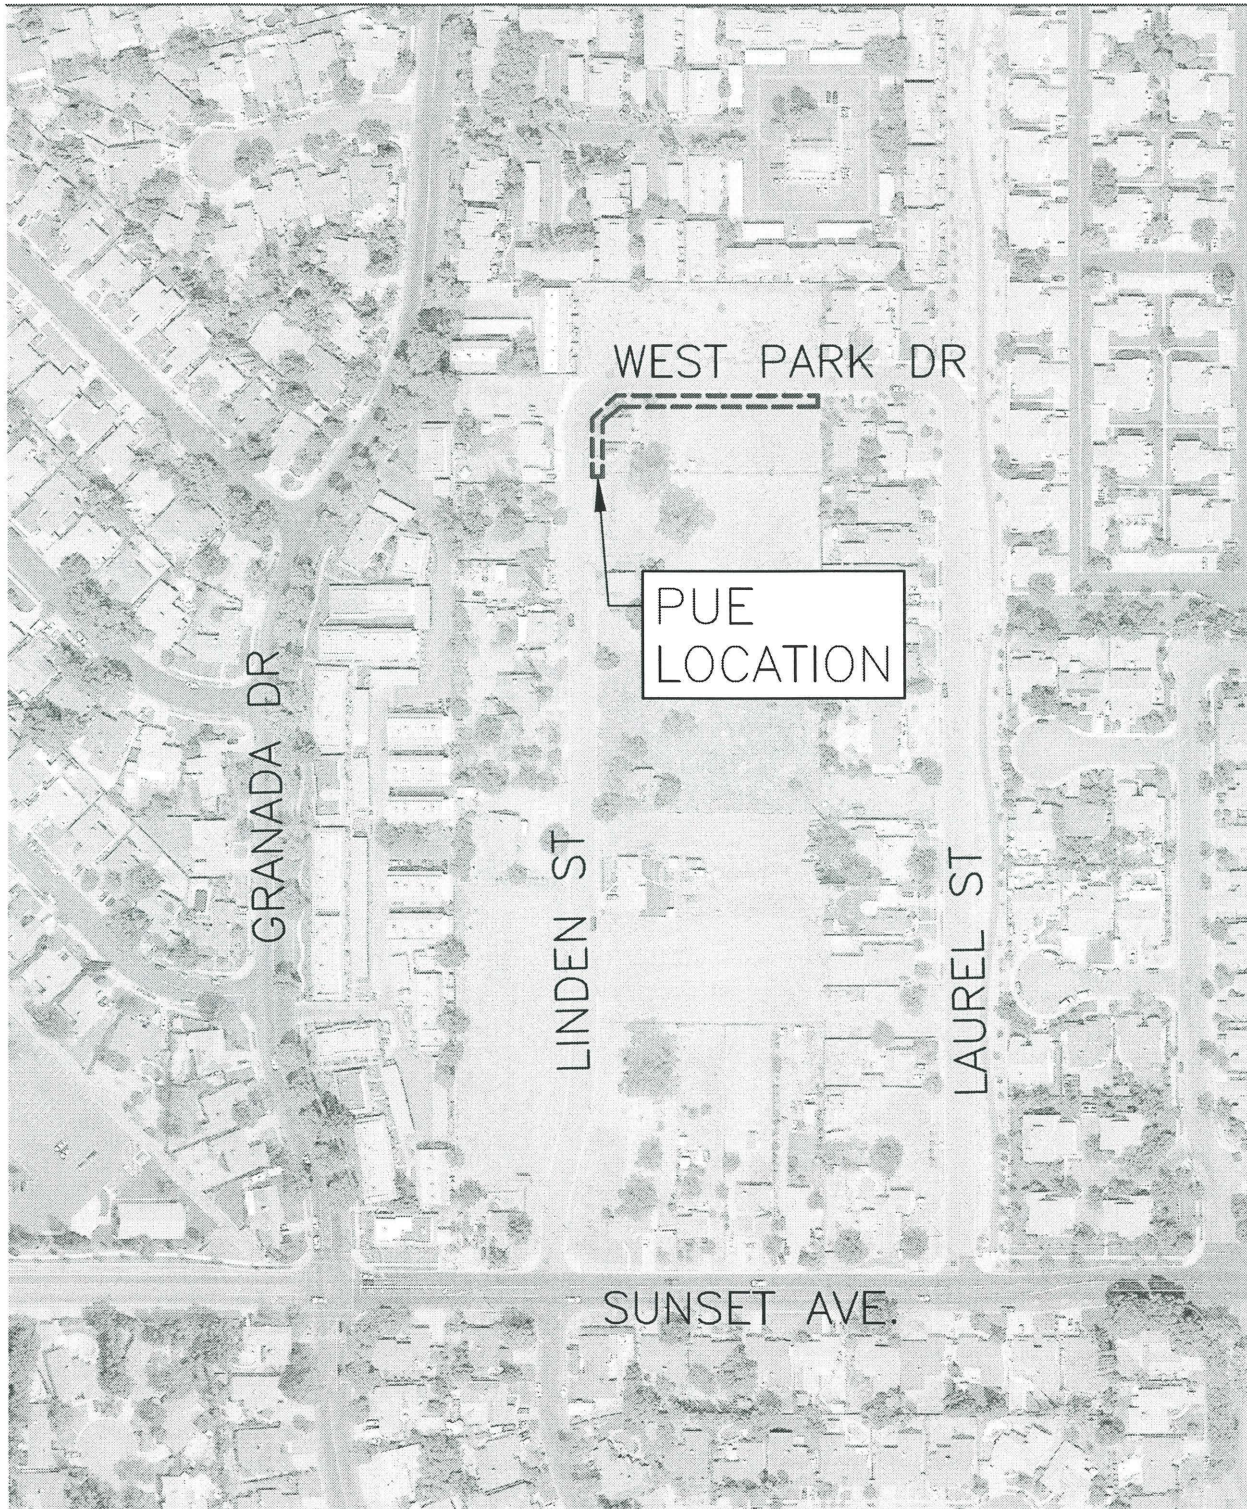 WEST PARK DR
PUE
LOCATION
GRANADA DR
LINDEN ST
LAUREL ST
SUNSET AVE.